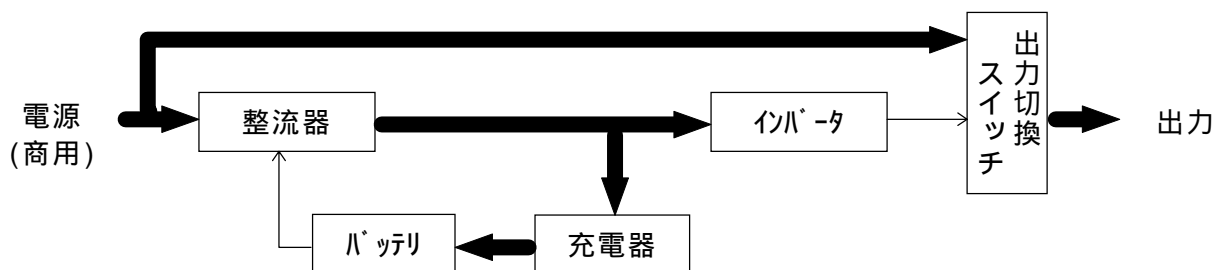 電源
(商用)
整流器
インバータ
出力切換
スイッチ
出力
バッテリ
充電器